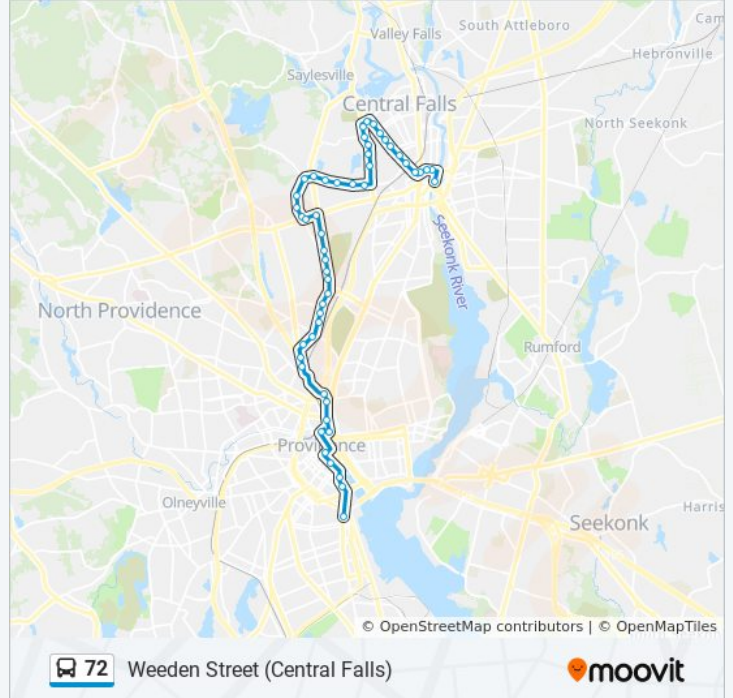 South Attleboro
Cam
Valley Falls
Hebronville
Saylesville
Central Falls
North Seekonk
Seekonk River
North Providence
Rumford
Providence
Olneyville
Harris
Seekonk
© OpenStreetMap contributors | © OpenMapTiles
72 Weeden Street (Central Falls)
moovit